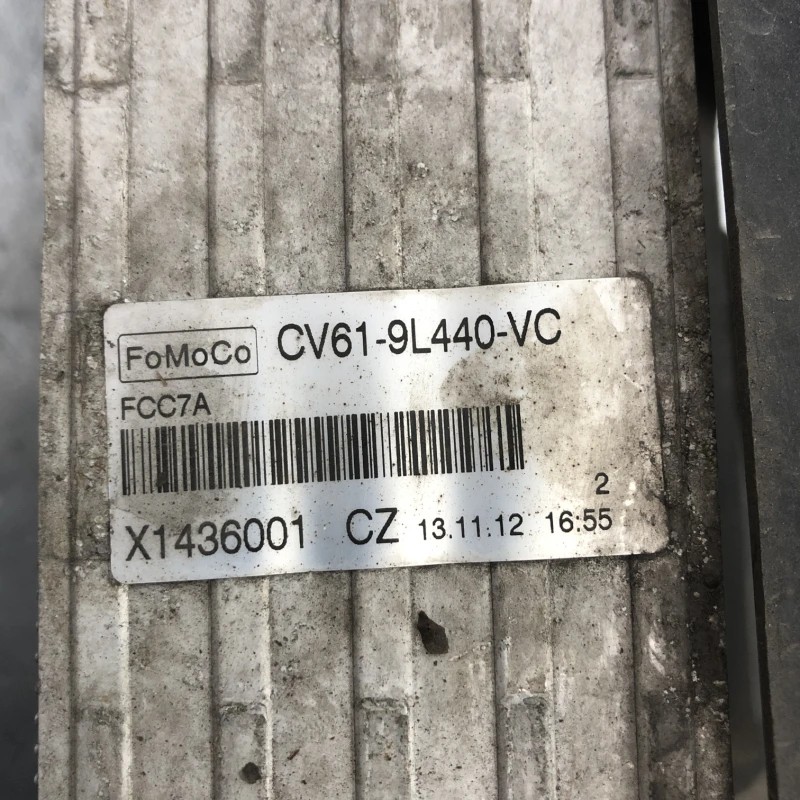 FoMoCo CV61-9L440-VC
FCC7A
2
X1436001 CZ 13.11.12 16:55